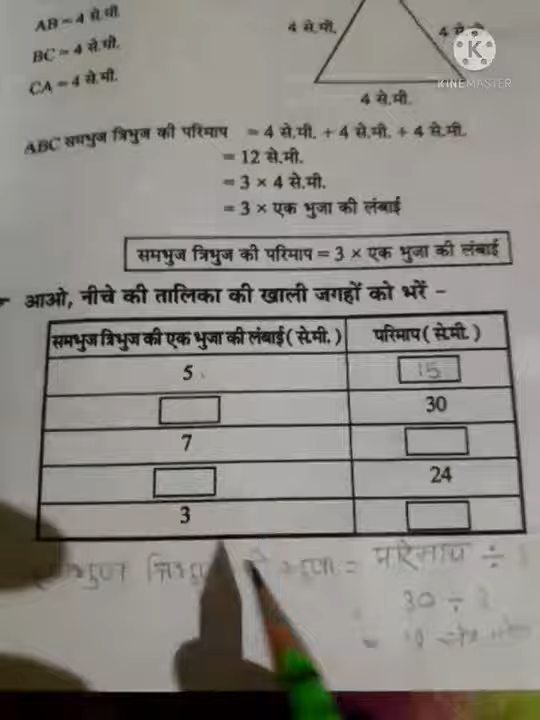 AB = 4 से.मी.
BC = 4 से.मी.
CA = 4 से.मी.
4 से.मी.
4 से.मी.
KINEMASTER
4 से.मी.
ABC समभुज त्रिभुज की परिमाप = 4 से.मी. + 4 से.मी. + 4 से.मी.
= 12 से.मी.
= 3 × 4 से.मी.
= 3 × एक भुजा की लंबाई
समभुज त्रिभुज की परिमाप = 3 × एक भुजा की लंबाई
आओ, नीचे की तालिका की खाली जगहों को भरें –
समभुज त्रिभुज की एक भुजा की लंबाई ( से.मी. ) परिमाप ( से.मी. )
5 15
30
7
24
3
त्रिभुज भुजा = परिमाप ÷
30 ÷
=